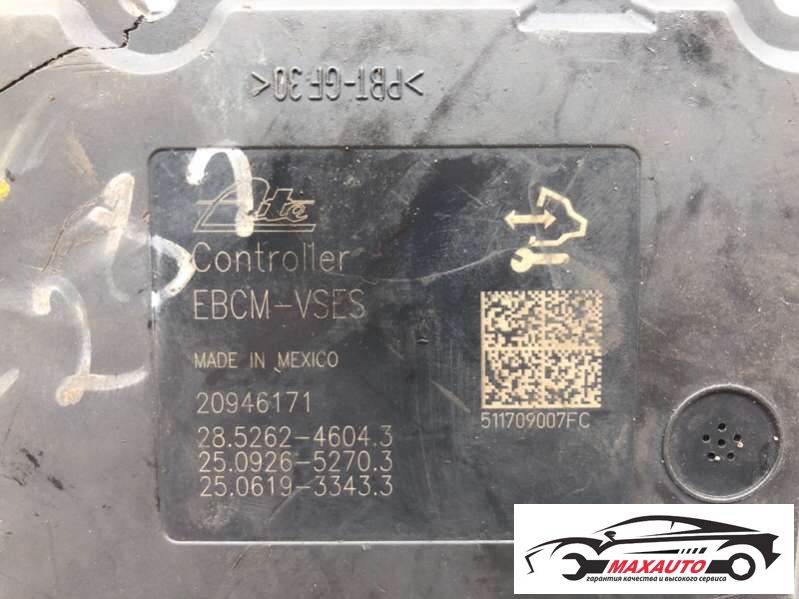 >PBT-GF30<
Ate
Controller
EBCM-VSES
MADE IN MEXICO
20946171
28.5262-4604.3
25.0926-5270.3
25.0619-3343.3
511709007FC
MAXAUTO
гарантия качества и высокого сервиса